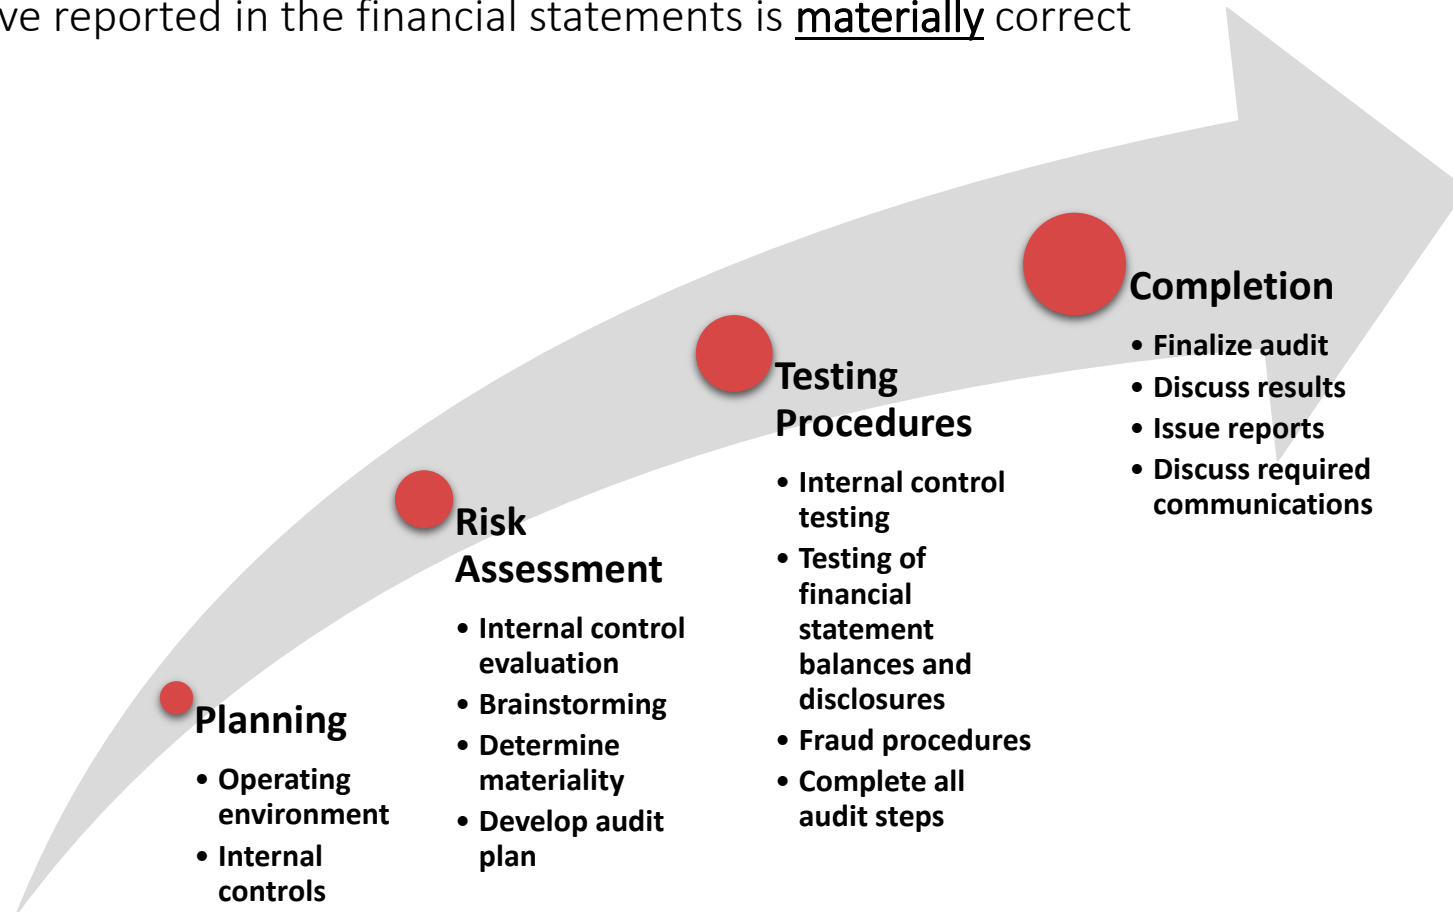 ve reported in the financial statements is materially correct
Planning
• Operating
environment
• Internal
controls
Risk
Assessment
• Internal control
evaluation
• Brainstorming
• Determine
materiality
• Develop audit
plan
Testing
Procedures
• Internal control
testing
• Testing of
financial
statement
balances and
disclosures
• Fraud procedures
• Complete all
audit steps
Completion
• Finalize audit
• Discuss results
• Issue reports
• Discuss required
communications